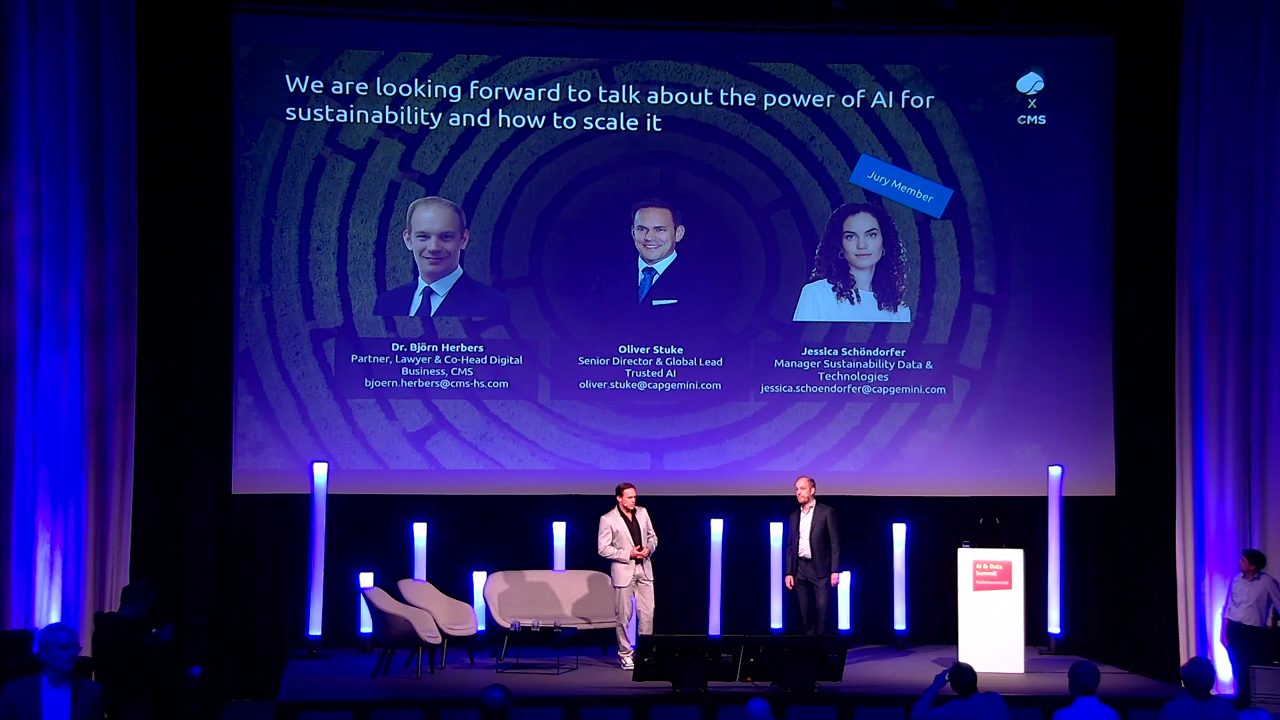 We are looking forward to talk about the power of AI for
sustainability and how to scale it
X
CMS
Jury Member
Dr. Björn Herbers
Partner, Lawyer & Co-Head Digital
Business, CMS
bjoern.herbers@cms-hs.com
Oliver Stuke
Senior Director & Global Lead
Trusted AI
oliver.stuke@capgemini.com
Jessica Schöndorfer
Manager Sustainability Data &
Technologies
jessica.schoendorfer@capgemini.com
AI & Data
Summit